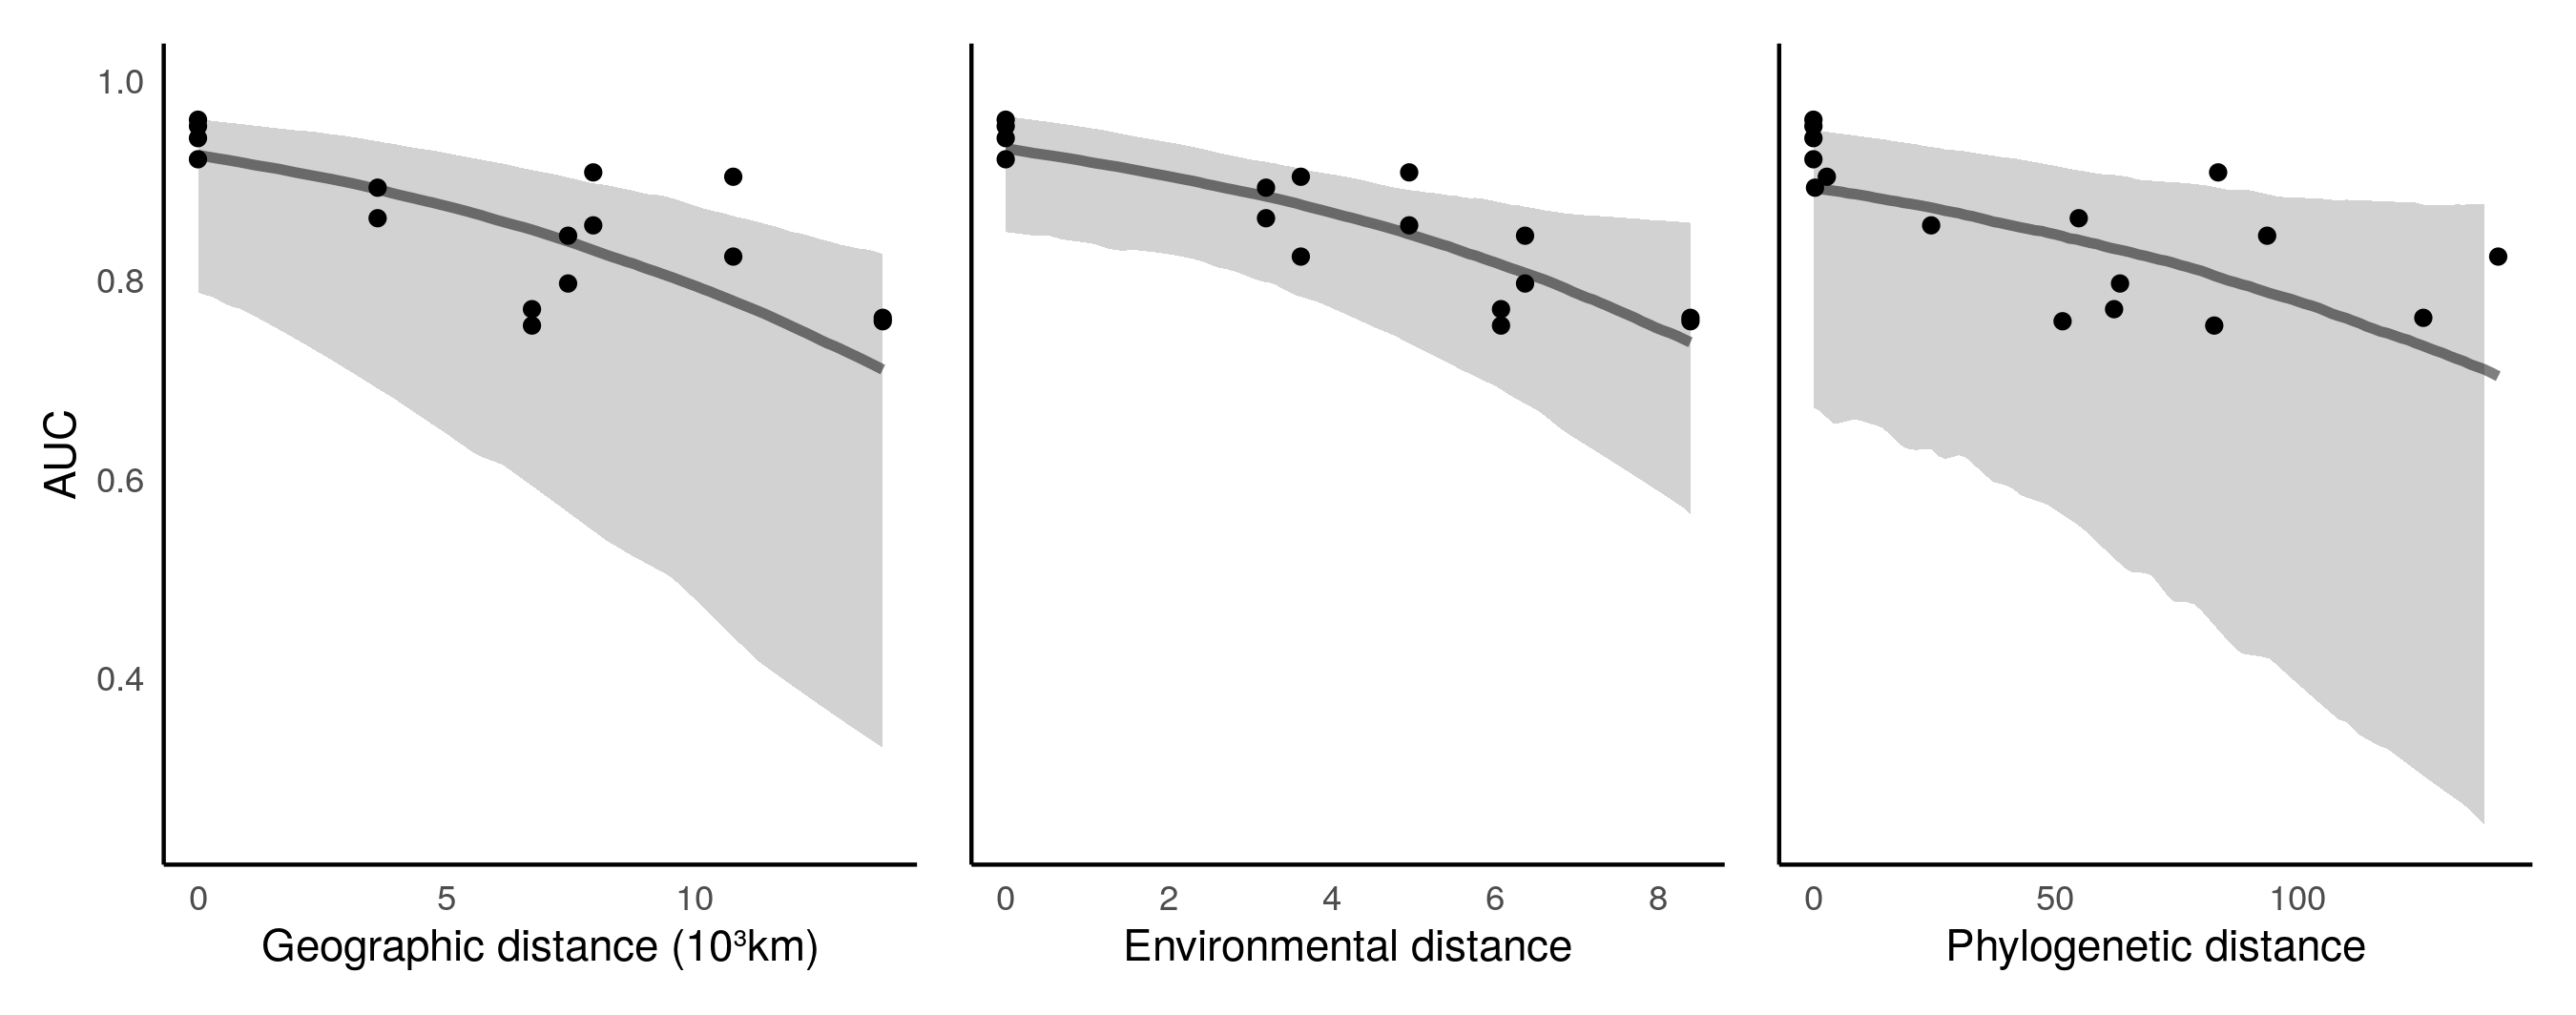 AUC
1.0
0.8
0.6
0.4
0 5 10
Geographic distance (10³km)
0 2 4 6 8
Environmental distance
0 50 100
Phylogenetic distance